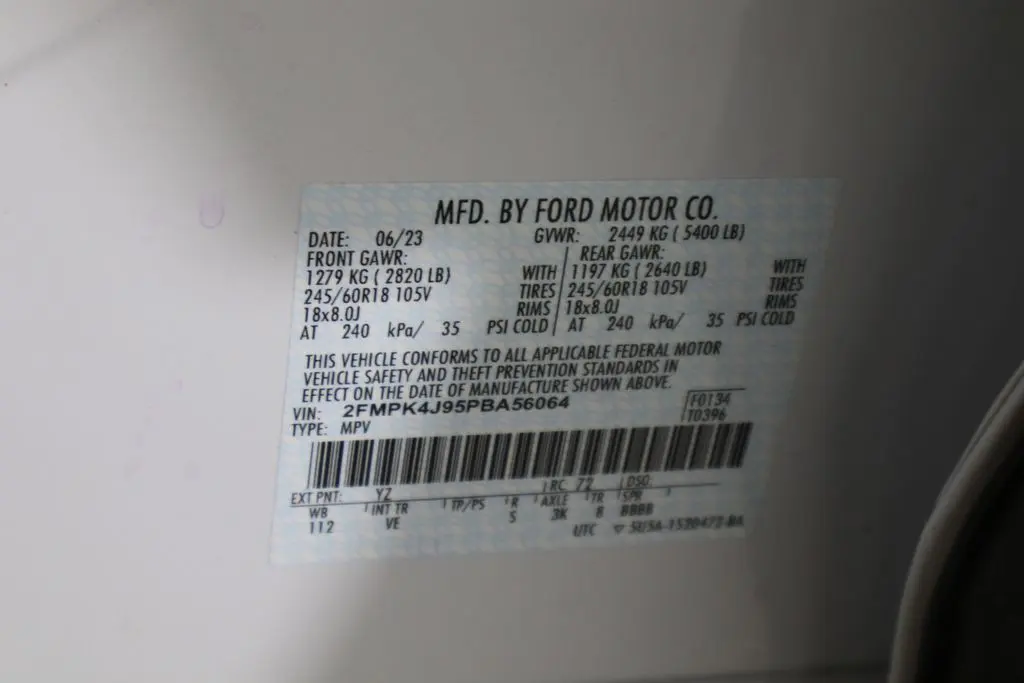 MFD. BY FORD MOTOR CO.
DATE: 06/23 GVWR: 2449 KG ( 5400 LB)
FRONT GAWR: REAR GAWR:
1279 KG ( 2820 LB) WITH 1197 KG ( 2640 LB) WITH
245/60R18 105V TIRES 245/60R18 105V TIRES
18x8.0J RIMS 18x8.0J RIMS
AT 240 kPa/ 35 PSI COLD AT 240 kPa/ 35 PSI COLD
THIS VEHICLE CONFORMS TO ALL APPLICABLE FEDERAL MOTOR
VEHICLE SAFETY AND THEFT PREVENTION STANDARDS IN
EFFECT ON THE DATE OF MANUFACTURE SHOWN ABOVE.
VIN: 2FMPK4J95PBA56064 F0134
TYPE: MPV T0396
EXT PNT: YZ RC 72 DSO:
WB INT TR TP/PS R AXLE TR SPR
112 VE S 3K 8 BBBB
UTC